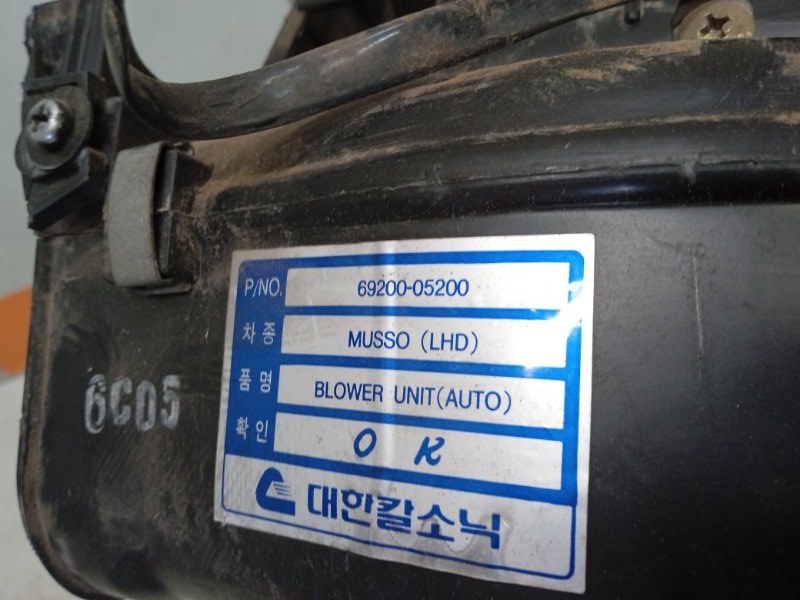 P/NO. 69200-05200
차종 MUSSO (LHD)
품명 BLOWER UNIT(AUTO)
확인 OK
대한칼소닉
6C05